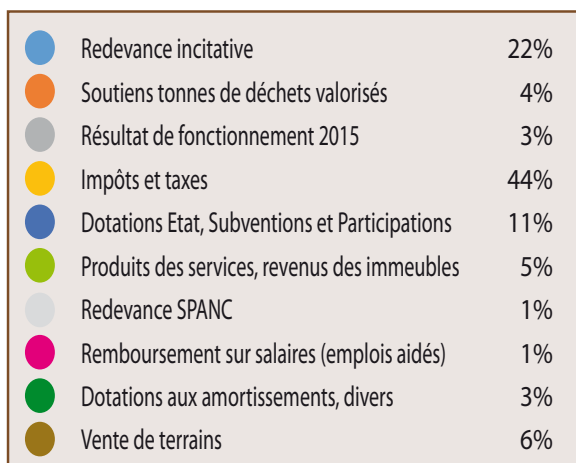 Redevance incitative 22%
Soutiens tonnes de déchets valorisés 4%
Résultat de fonctionnement 2015 3%
Impôts et taxes 44%
Dotations Etat, Subventions et Participations 11%
Produits des services, revenus des immeubles 5%
Redevance SPANC 1%
Remboursement sur salaires (emplois aidés) 1%
Dotations aux amortissements, divers 3%
Vente de terrains 6%